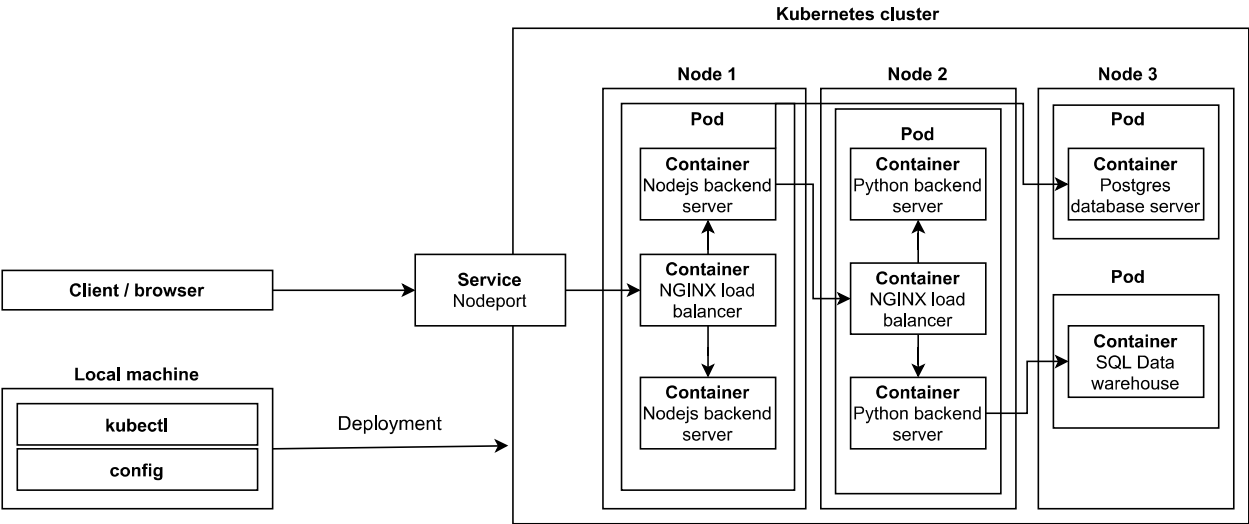 Kubernetes cluster
Node 1
Node 2
Node 3
Pod
Container
Nodejs backend
server
Container
NGINX load
balancer
Container
Nodejs backend
server
Pod
Container
Python backend
server
Container
NGINX load
balancer
Container
Python backend
server
Pod
Container
Postgres
database server
Pod
Container
SQL Data
warehouse
Service
Nodeport
Client / browser
Local machine
kubectl
config
Deployment